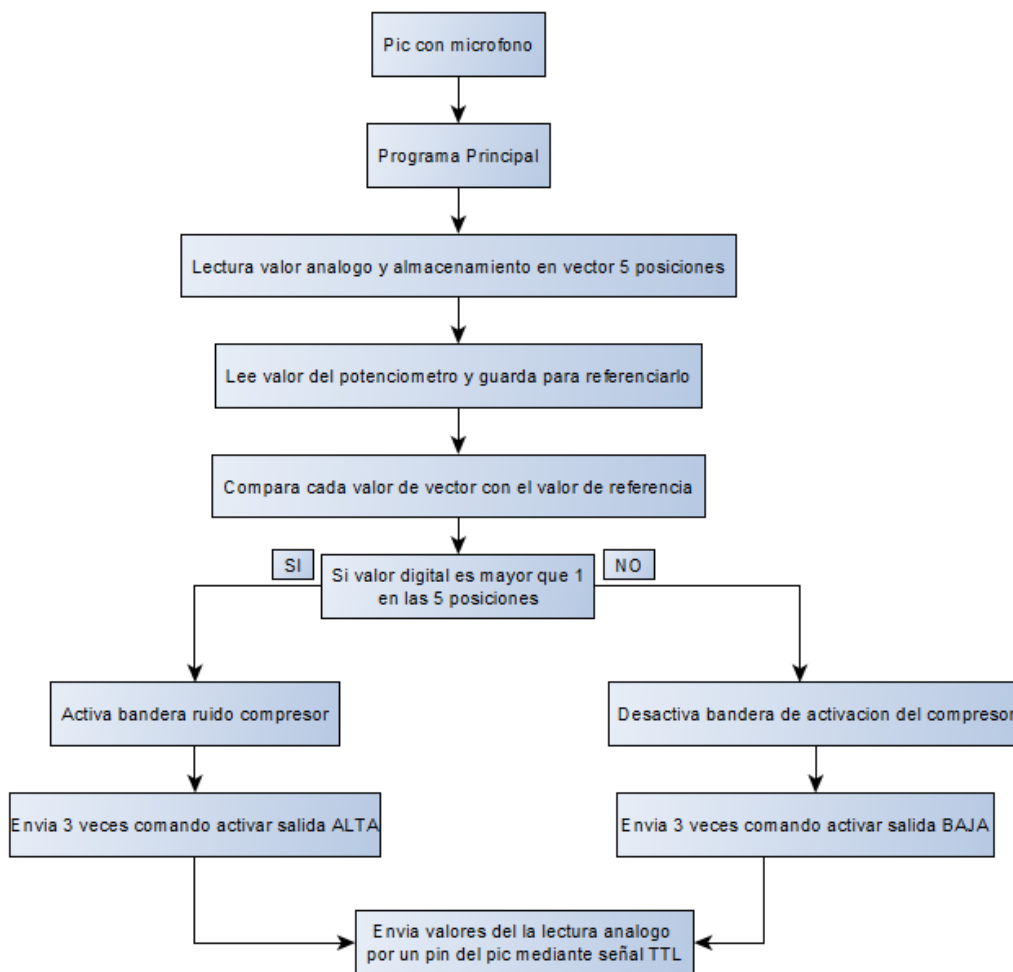 Pic con microfono
Programa Principal
Lectura valor analogo y almacenamiento en vector 5 posiciones
Lee valor del potenciometro y guarda para referenciarlo
Compara cada valor de vector con el valor de referencia
SI
Si valor digital es mayor que 1
en las 5 posiciones
NO
Activa bandera ruido compresor
Desactiva bandera de activacion del compresor
Envia 3 veces comando activar salida ALTA
Envia 3 veces comando activar salida BAJA
Envia valores del la lectura analogo
por un pin del pic mediante señal TTL